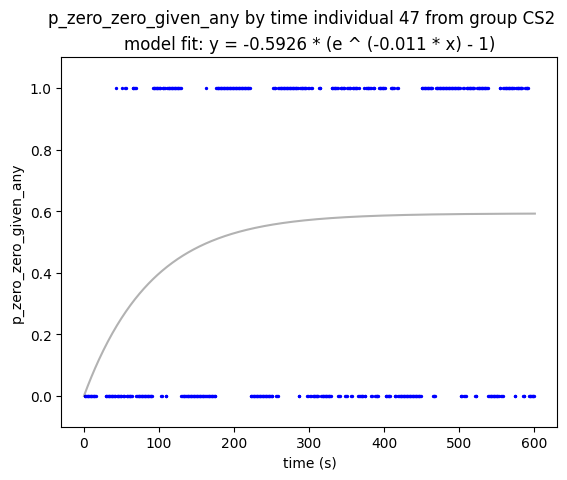 p_zero_zero_given_any by time individual 47 from group CS2
model fit: y = -0.5926 * (e ^ (-0.011 * x) - 1)
1.0
0.8
0.6
0.4
0.2
0.0
p_zero_zero_given_any
0 100 200 300 400 500 600
time (s)